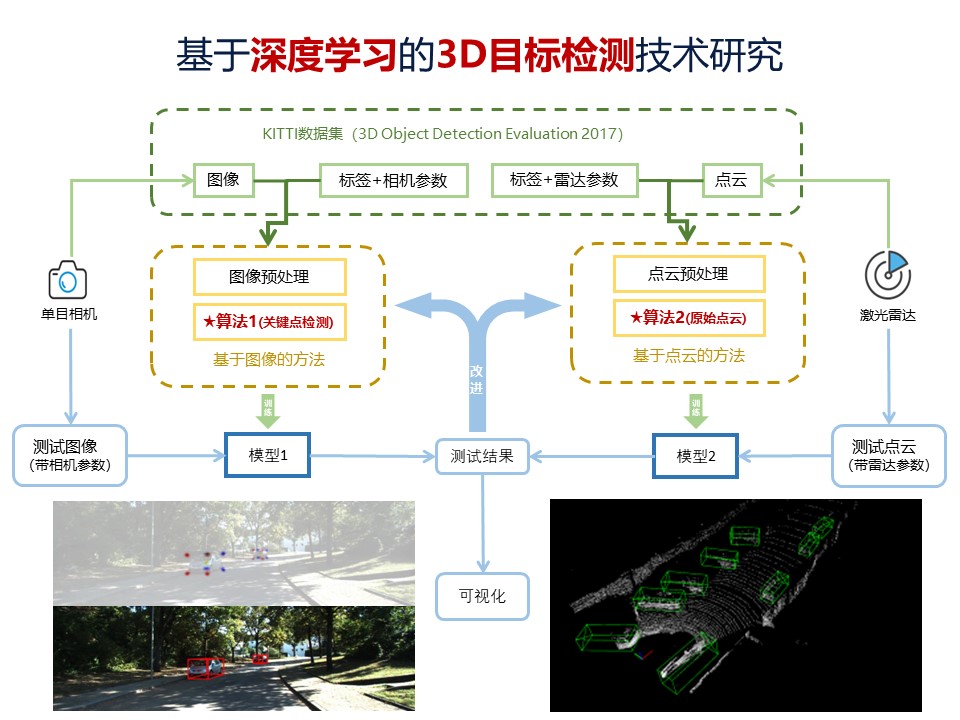 基于深度学习的3D目标检测技术研究
KITTI数据集（3D Object Detection Evaluation 2017）
图像
标签+相机参数
标签+雷达参数
点云
单目相机
图像预处理
★算法1(关键点检测)
基于图像的方法
点云预处理
★算法2(原始点云)
基于点云的方法
激光雷达
改
进
训
练
训
练
测试图像
（带相机参数）
模型1
测试结果
模型2
测试点云
（带雷达参数）
可视化